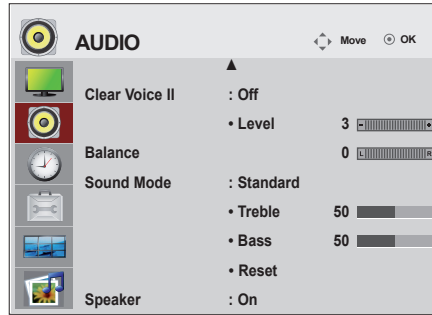 AUDIO Move OK
Clear Voice II : Off
• Level 3 - +
Balance 0 L R
Sound Mode : Standard
• Treble 50
• Bass 50
• Reset
Speaker : On